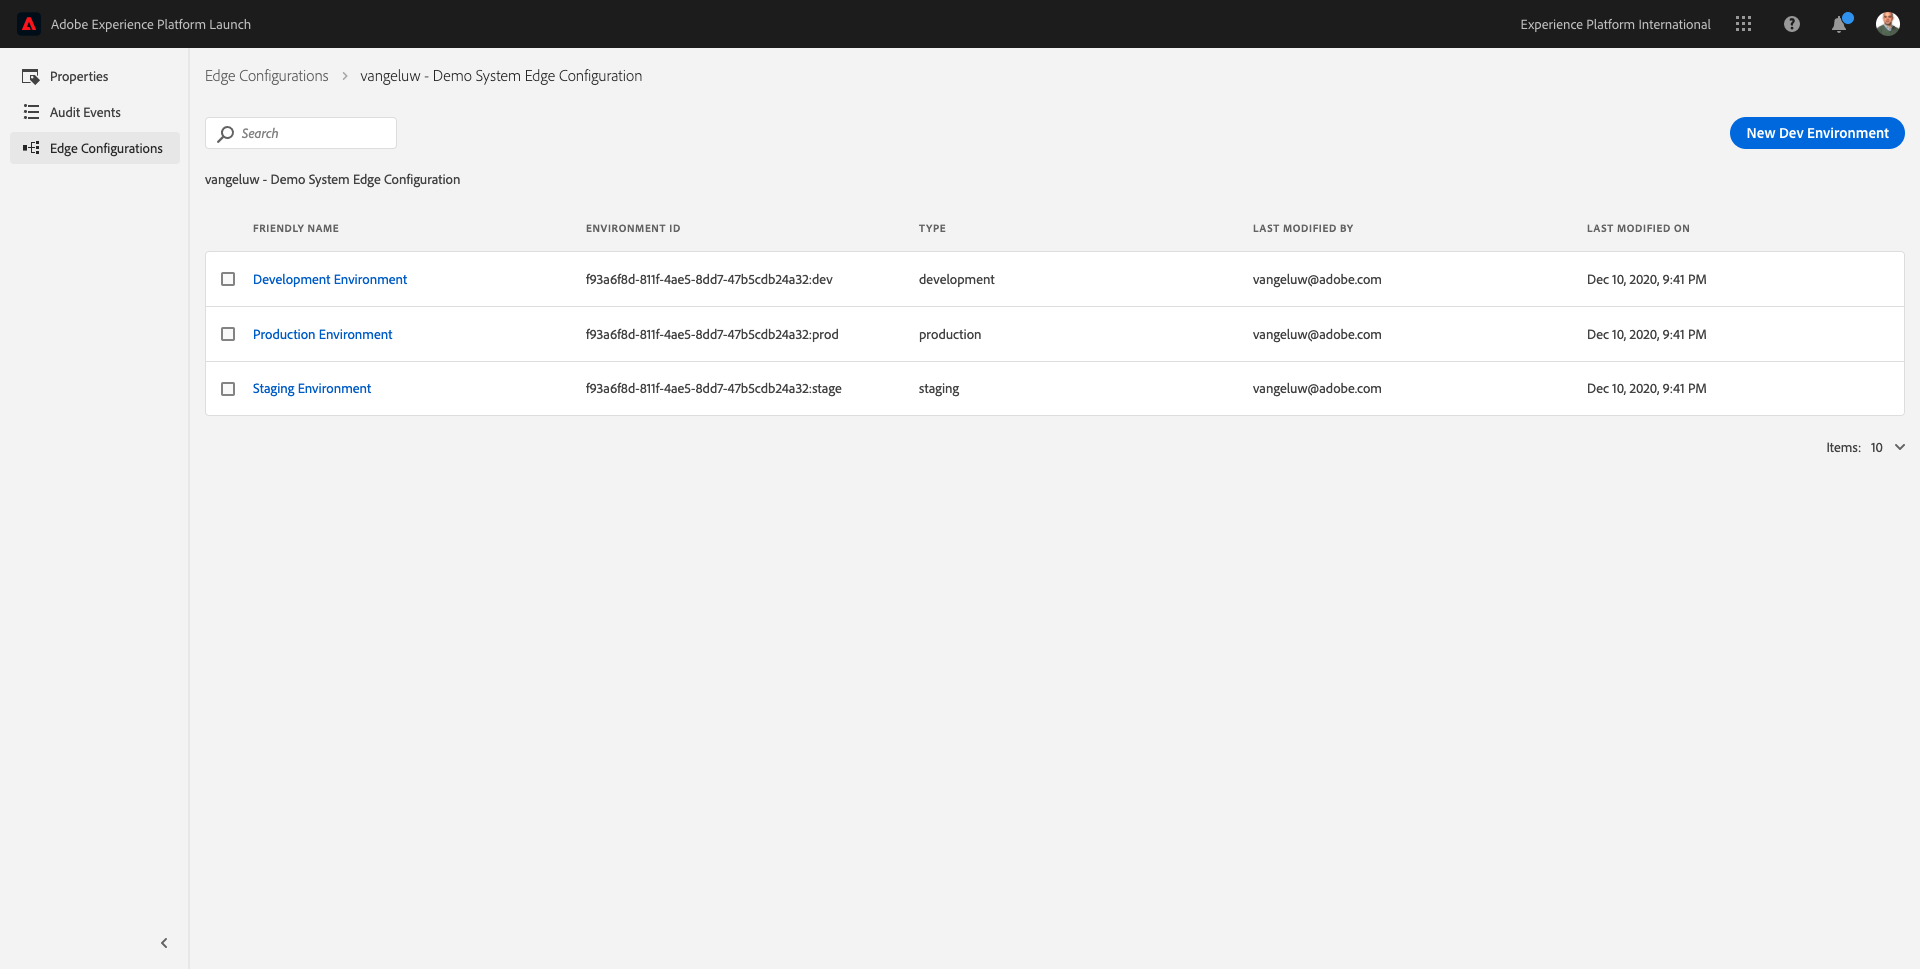 Adobe Experience Platform Launch
Experience Platform International
Properties
Audit Events
Edge Configurations
Edge Configurations > vangeluw - Demo System Edge Configuration
Search
New Dev Environment
vangeluw - Demo System Edge Configuration
FRIENDLY NAME ENVIRONMENT ID TYPE LAST MODIFIED BY LAST MODIFIED ON
Development Environment f93a6f8d-811f-4ae5-8dd7-47b5cdb24a32:dev development vangeluw@adobe.com Dec 10, 2020, 9:41 PM
Production Environment f93a6f8d-811f-4ae5-8dd7-47b5cdb24a32:prod production vangeluw@adobe.com Dec 10, 2020, 9:41 PM
Staging Environment f93a6f8d-811f-4ae5-8dd7-47b5cdb24a32:stage staging vangeluw@adobe.com Dec 10, 2020, 9:41 PM
Items: 10